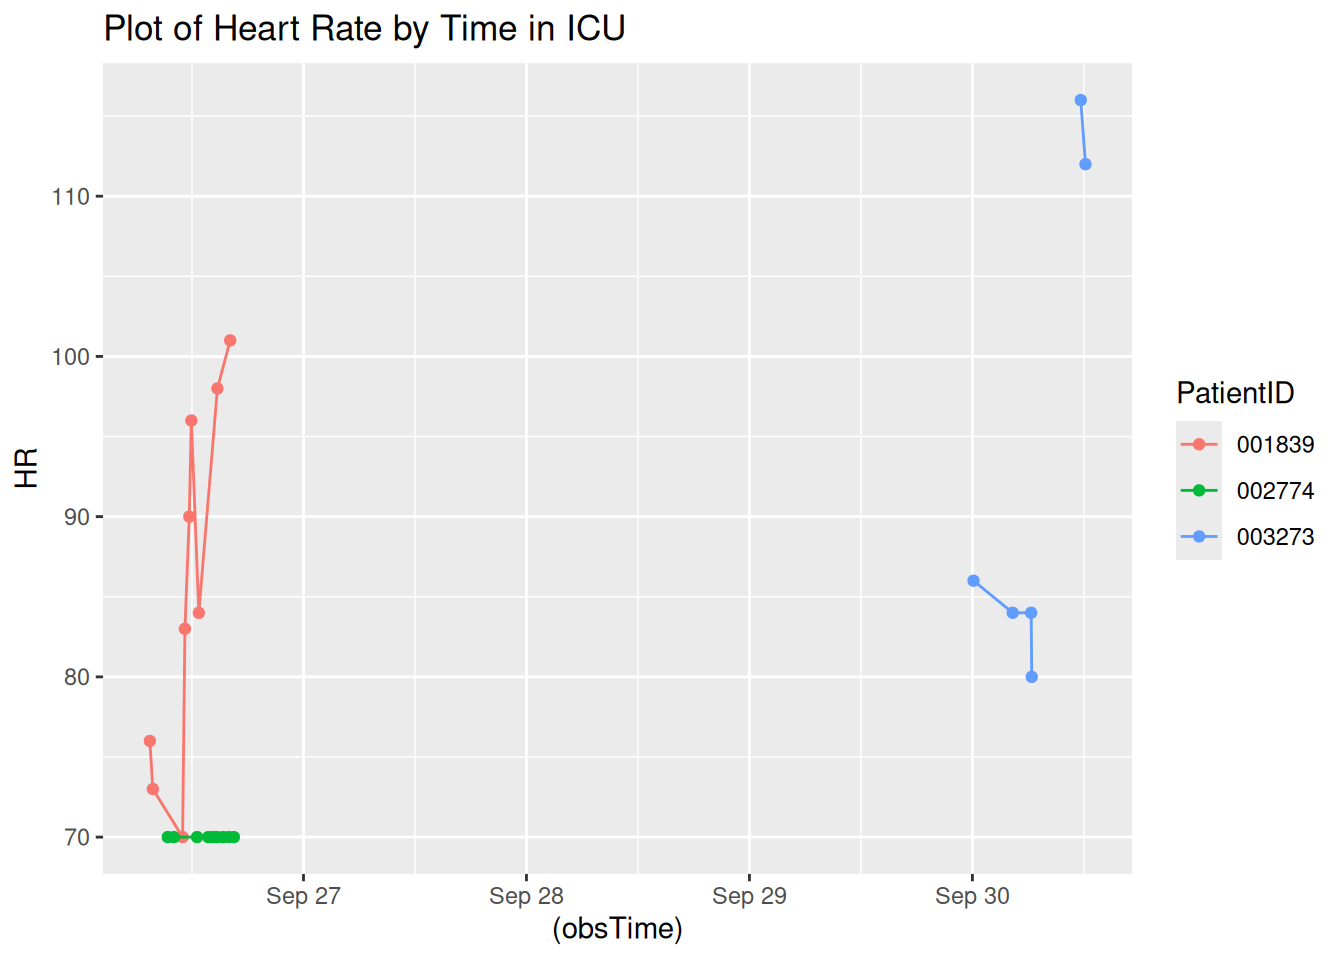 Plot of Heart Rate by Time in ICU
HR
110
100
90
80
70
Sep 27 Sep 28 Sep 29 Sep 30
(obsTime)
PatientID
001839
002774
003273